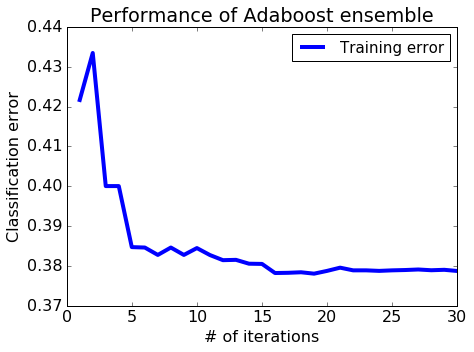 Performance of Adaboost ensemble
Training error
Classification error
0.44
0.43
0.42
0.41
0.40
0.39
0.38
0.37
0 5 10 15 20 25 30
# of iterations